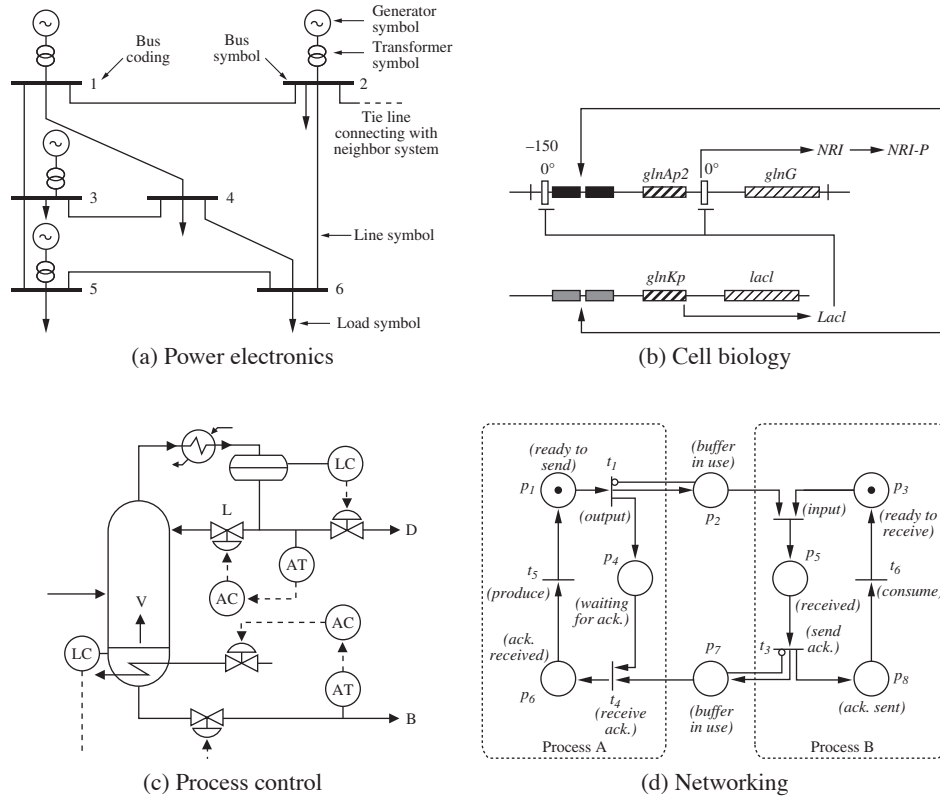 Generator
symbol
Bus
coding
Bus
symbol
Transformer
symbol
1
2
Tie line
connecting with
neighbor system
3
4
Line symbol
5
6
Load symbol
(a) Power electronics
–150
0°
glnAp2
0°
NRI
NRI-P
glnG
glnKp
lacl
Lacl
(b) Cell biology
LC
L
D
AT
AC
V
AC
LC
AT
B
(c) Process control
(ready to
send)
t1
(buffer
in use)
p1
p2
p3
(output)
(input)
(ready to
receive)
p4
p5
t5
t6
(produce)
(waiting
for ack.)
(received)
(consume)
(ack.
received)
(send
ack.)
t3
p7
p6
p8
t4
(receive
ack.)
(buffer
in use)
(ack. sent)
Process A
Process B
(d) Networking